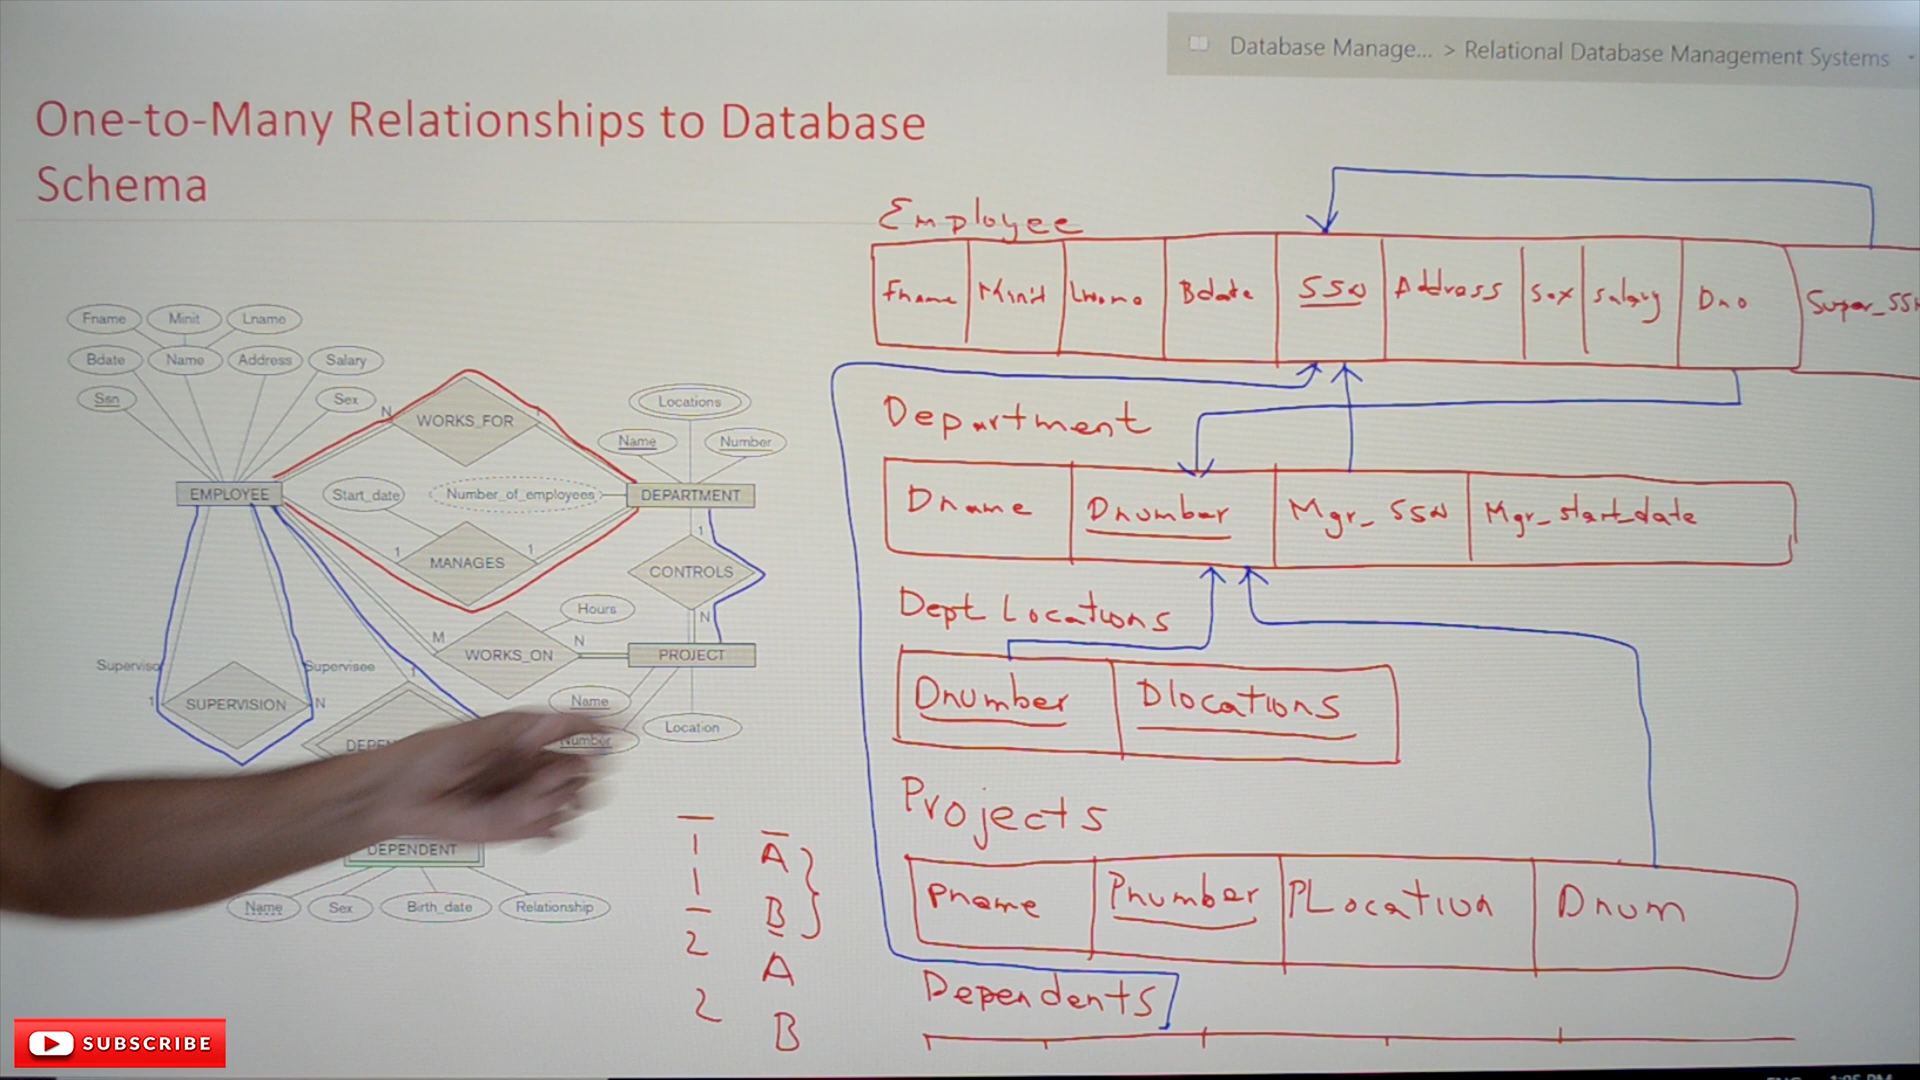 Database Manage... > Relational Database Management Systems
One-to-Many Relationships to Database
Schema
Fname Minit Lname
Bdate Name Address Salary
Ssn Sex
N WORKS_FOR 1
Locations
Name Number
EMPLOYEE
Start_date
Number_of_employees
DEPARTMENT
1 MANAGES 1
1
CONTROLS
N
Hours
M WORKS_ON N
PROJECT
Supervisee
1
1 SUPERVISION N
Name
Location
Number
DEPENDENT
Name Sex Birth_date Relationship
Employee
Fname Minit Lname Bdate SSN Address Sex Salary Dno
Department
Dname Dnumber Mgr_SSN Mgr_start_date
Dept Locations
Dnumber Dlocations
Projects
Pname Pnumber PLocation Dnum
Dependents
1 A
1 B
2 A
2 B
SUBSCRIBE